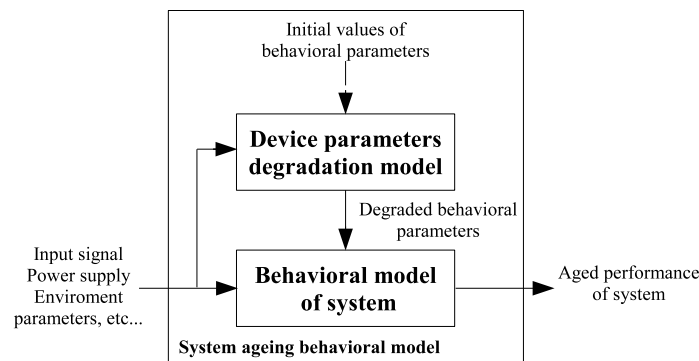 Initial values of
behavioral parameters
Device parameters
degradation model
Degraded behavioral
parameters
Input signal
Power supply
Enviroment
parameters, etc...
Behavioral model
of system
Aged performance
of system
System ageing behavioral model